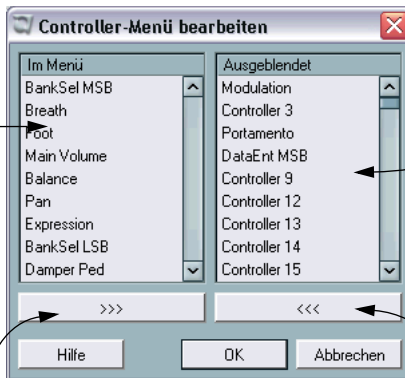 Controller-Menü bearbeiten
Im Menü
BankSel MSB
Breath
Foot
Main Volume
Balance
Pan
Expression
BankSel LSB
Damper Ped
Ausgeblendet
Modulation
Controller 3
Portamento
DataEnt MSB
Controller 9
Controller 12
Controller 13
Controller 14
Controller 15
>>>
<<<
Hilfe
OK
Abbrechen